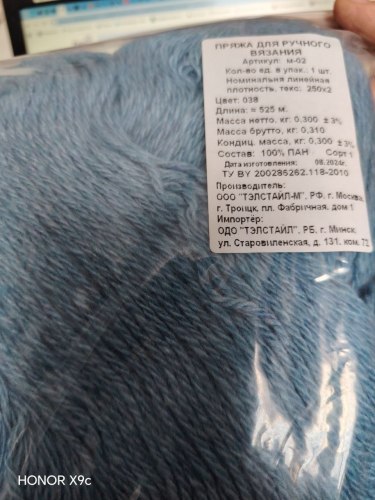 ПРЯЖА ДЛЯ РУЧНОГО
ВЯЗАНИЯ
Артикул: м-02
Кол-во ед. в упак.: 1 шт.
Номинальная линейная
плотность, текс: 250х2
Цвет: 038
Длина: ≈ 525 м.
Масса нетто, кг: 0,300 ±3%
Масса брутто, кг: 0,310
Кондиц. масса, кг: 0,300 ±3%
Состав: 100% ПАН Сорт 1
Дата изготовления: 08.2024г.
ТУ BY 200286262.118-2010
Производитель:
ООО "ТЭЛСТАЙЛ-М", РФ, г. Москва,
г. Троицк, пл. Фабричная, дом 1
Импортёр:
ОДО "ТЭЛСТАЙЛ", РБ, г. Минск,
ул. Старовиленская, д. 131, ком. 72
HONOR X9c